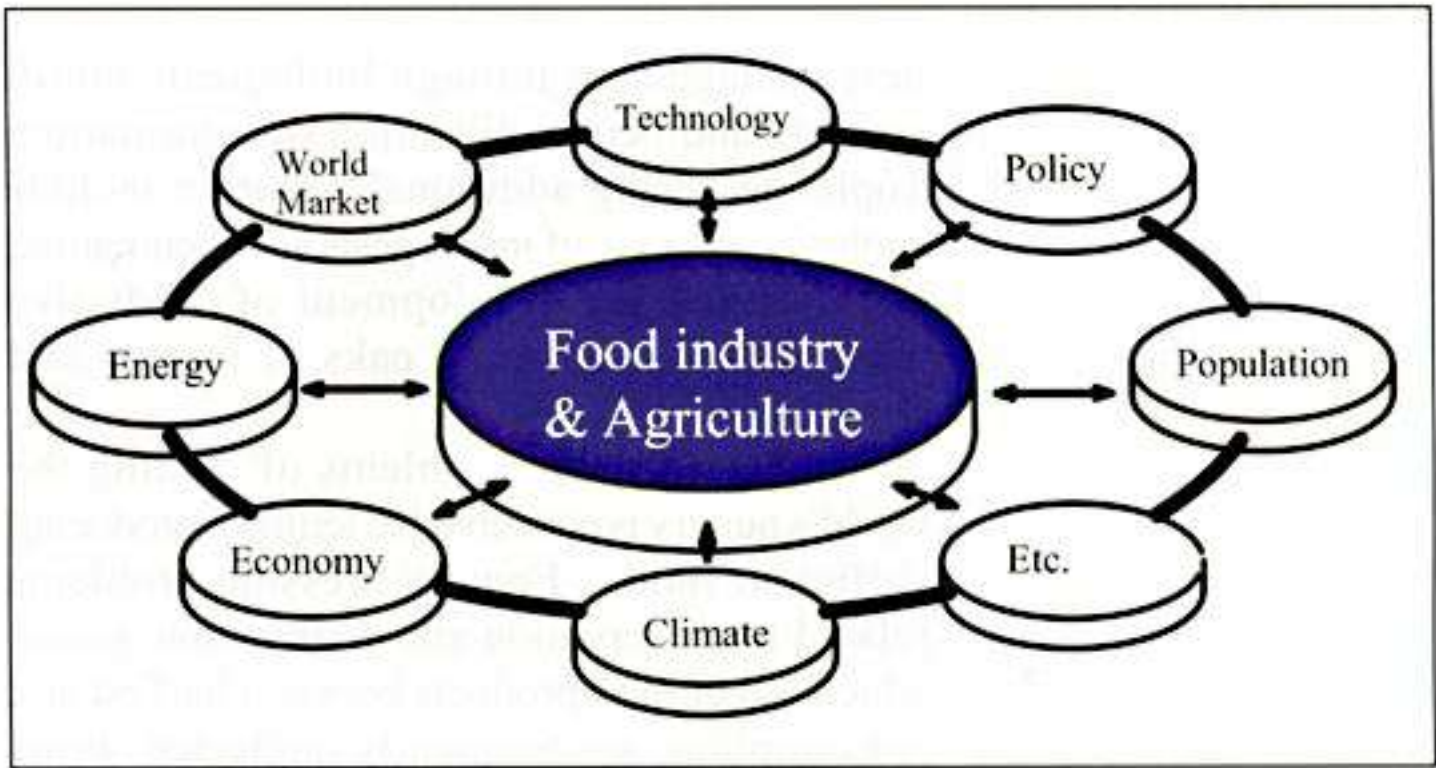 Technology
World
Market
Policy
Food industry
& Agriculture
Energy
Population
Economy
Etc.
Climate